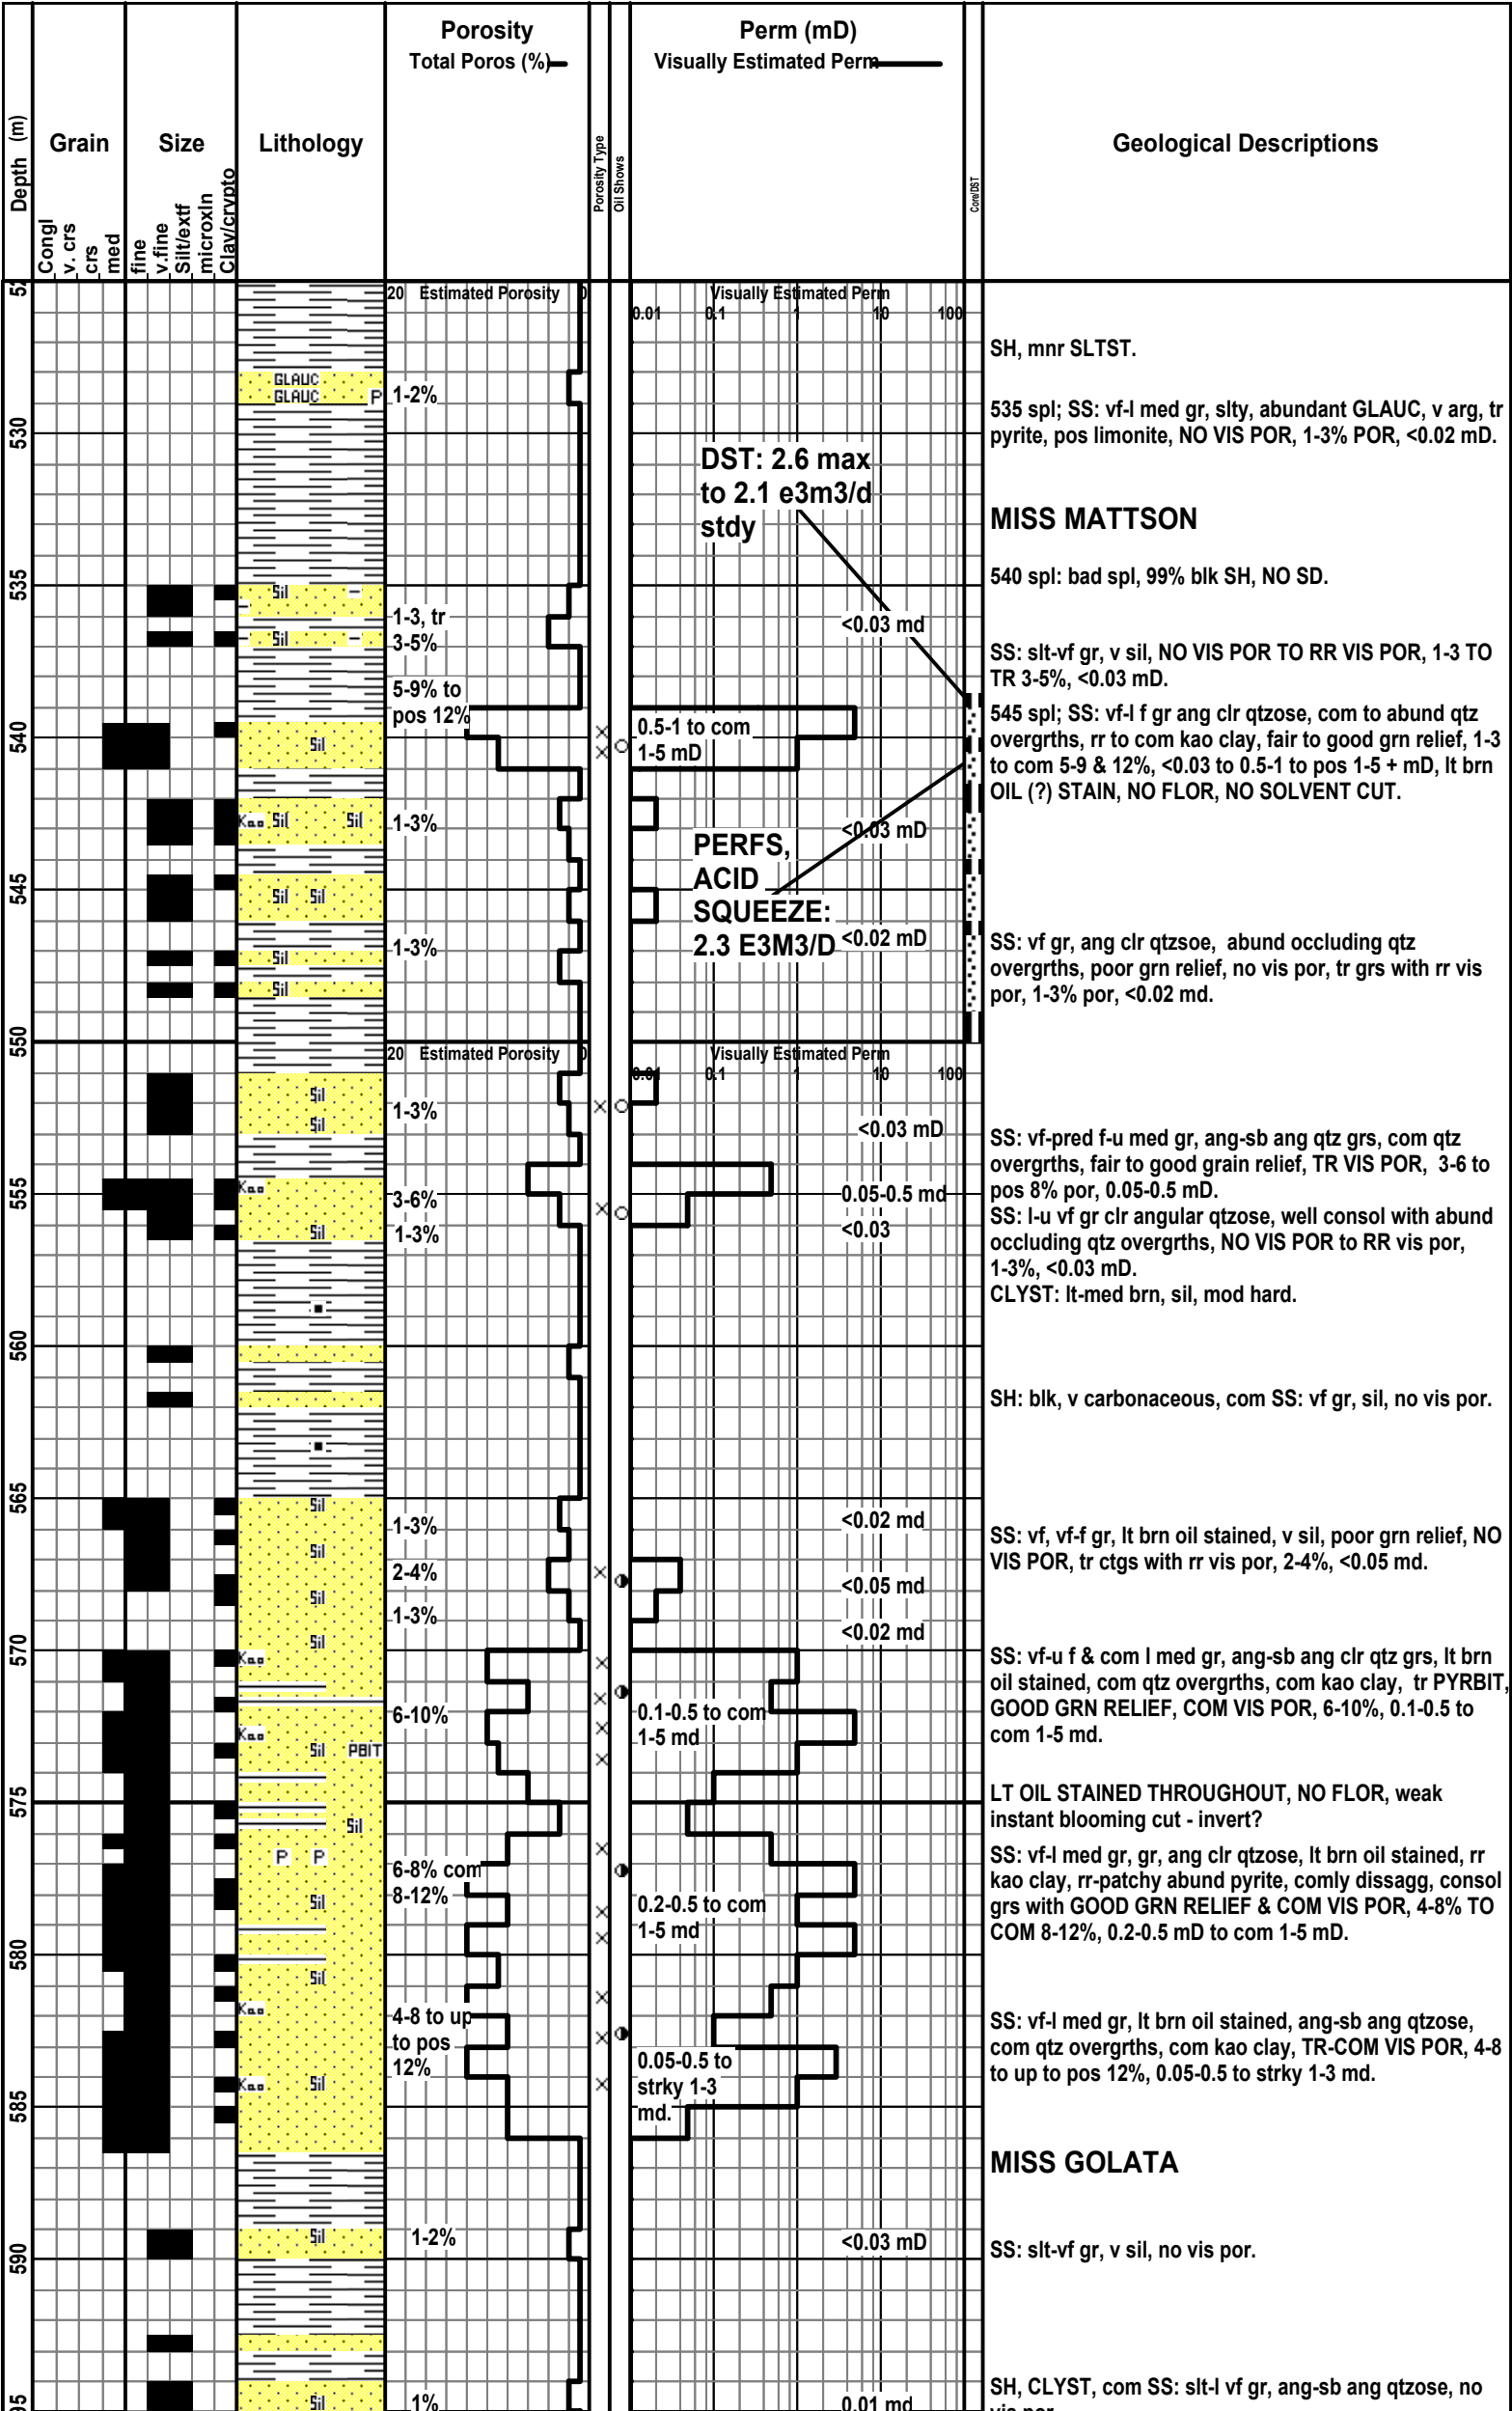 Porosity
Total Poros (%)
Perm (mD)
Visually Estimated Perm
Depth (m)
Grain Size
Lithology
Porosity Type
Oil Shows
Core/DST
Geological Descriptions
Congl
v. crs
crs
med
fine
v.fine
Silt/extf
microxln
Clay/crypto
20 Estimated Porosity 0
Visually Estimated Perm
0.01 0.1 1 10 100
SH, mnr SLTST.
GLAUC
GLAUC P
1-2%
535 spl; SS: vf-l med gr, slty, abundant GLAUC, v arg, tr
pyrite, pos limonite, NO VIS POR, 1-3% POR, <0.02 mD.
530
DST: 2.6 max
to 2.1 e3m3/d
stdy
MISS MATTSON
540 spl: bad spl, 99% blk SH, NO SD.
535
Sil
1-3, tr
3-5%
<0.03 md
Sil
SS: slt-vf gr, v sil, NO VIS POR TO RR VIS POR, 1-3 TO
TR 3-5%, <0.03 mD.
5-9% to
pos 12%
0.5-1 to com
1-5 mD
540
Sil
545 spl; SS: vf-l f gr ang clr qtzose, com to abund qtz
overgrths, rr to com kao clay, fair to good grn relief, 1-3
to com 5-9 & 12%, <0.03 to 0.5-1 to pos 1-5 + mD, lt brn
OIL (?) STAIN, NO FLOR, NO SOLVENT CUT.
Kao Sil Sil
1-3%
<0.03 mD
PERFS,
ACID
SQUEEZE:
2.3 E3M3/D
545
Sil Sil
1-3%
<0.02 mD
Sil
Sil
SS: vf gr, ang clr qtzsoe, abund occluding qtz
overgrths, poor grn relief, no vis por, tr grs with rr vis
por, 1-3% por, <0.02 md.
550
20 Estimated Porosity 0
Visually Estimated Perm
0.01 0.1 1 10 100
Sil
Sil
1-3%
<0.03 mD
SS: vf-pred f-u med gr, ang-sb ang qtz grs, com qtz
overgrths, fair to good grain relief, TR VIS POR, 3-6 to
pos 8% por, 0.05-0.5 mD.
555
Kao
3-6%
0.05-0.5 md
Sil
1-3%
<0.03
SS: l-u vf gr clr angular qtzose, well consol with abund
occluding qtz overgrths, NO VIS POR to RR vis por,
1-3%, <0.03 mD.
CLYST: lt-med brn, sil, mod hard.
560
SH: blk, v carbonaceous, com SS: vf gr, sil, no vis por.
565
Sil
1-3%
<0.02 md
Sil
2-4%
<0.05 md
Sil
1-3%
<0.02 md
Sil
SS: vf, vf-f gr, lt brn oil stained, v sil, poor grn relief, NO
VIS POR, tr ctgs with rr vis por, 2-4%, <0.05 md.
570
Kao
6-10%
0.1-0.5 to com
1-5 md
Kao
Sil PBIT
SS: vf-u f & com l med gr, ang-sb ang clr qtz grs, lt brn
oil stained, com qtz overgrths, com kao clay, tr PYRBIT,
GOOD GRN RELIEF, COM VIS POR, 6-10%, 0.1-0.5 to
com 1-5 md.
575
Sil
LT OIL STAINED THROUGHOUT, NO FLOR, weak
instant blooming cut - invert?
P P
6-8% com
8-12%
Sil
0.2-0.5 to com
1-5 md
SS: vf-l med gr, gr, ang clr qtzose, lt brn oil stained, rr
kao clay, rr-patchy abund pyrite, comly dissagg, consol
grs with GOOD GRN RELIEF & COM VIS POR, 4-8% TO
COM 8-12%, 0.2-0.5 mD to com 1-5 mD.
580
Sil
Kao
4-8 to up
to pos
12%
Kao Sil
0.05-0.5 to
strky 1-3
md.
SS: vf-l med gr, lt brn oil stained, ang-sb ang qtzose,
com qtz overgrths, com kao clay, TR-COM VIS POR, 4-8
to up to pos 12%, 0.05-0.5 to strky 1-3 md.
585
MISS GOLATA
Sil
1-2%
<0.03 mD
SS: slt-vf gr, v sil, no vis por.
590
Sil
1%
0.01 md
SH, CLYST, com SS: slt-l vf gr, ang-sb ang qtzose, no
vis por